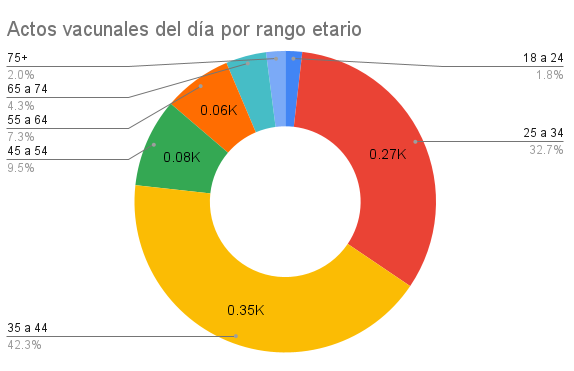 Actos vacunales del día por rango etario
75+
2.0%
65 a 74
4.3%
55 a 64
7.3%
45 a 54
9.5%
35 a 44
42.3%
18 a 24
1.8%
25 a 34
32.7%
0.06K
0.08K
0.27K
0.35K